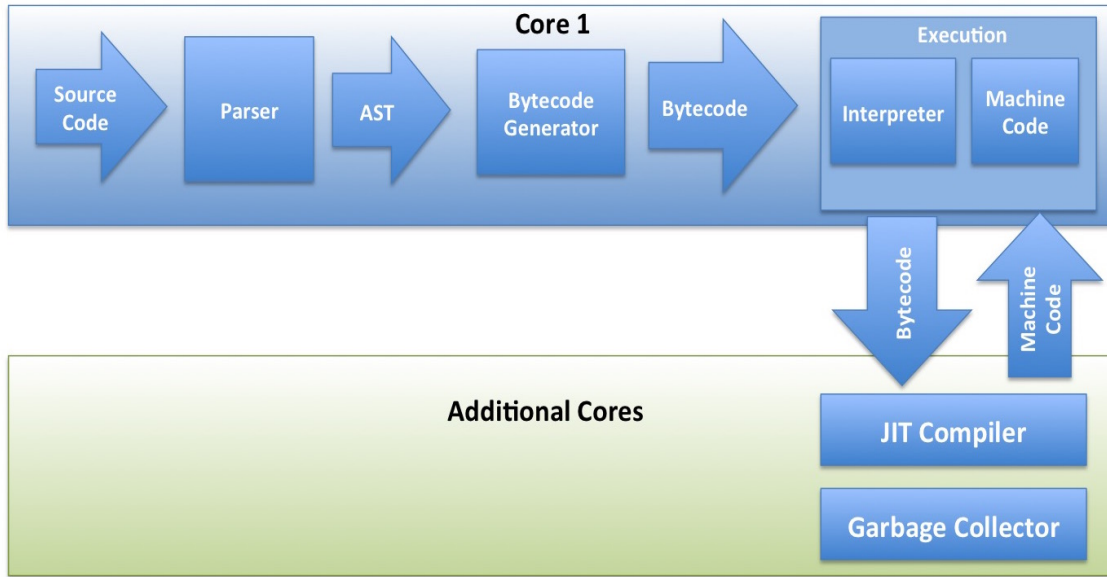 Core 1
Source
Code
Parser
AST
Bytecode
Generator
Bytecode
Execution
Interpreter
Machine
Code
Bytecode
Machine
Code
Additional Cores
JIT Compiler
Garbage Collector